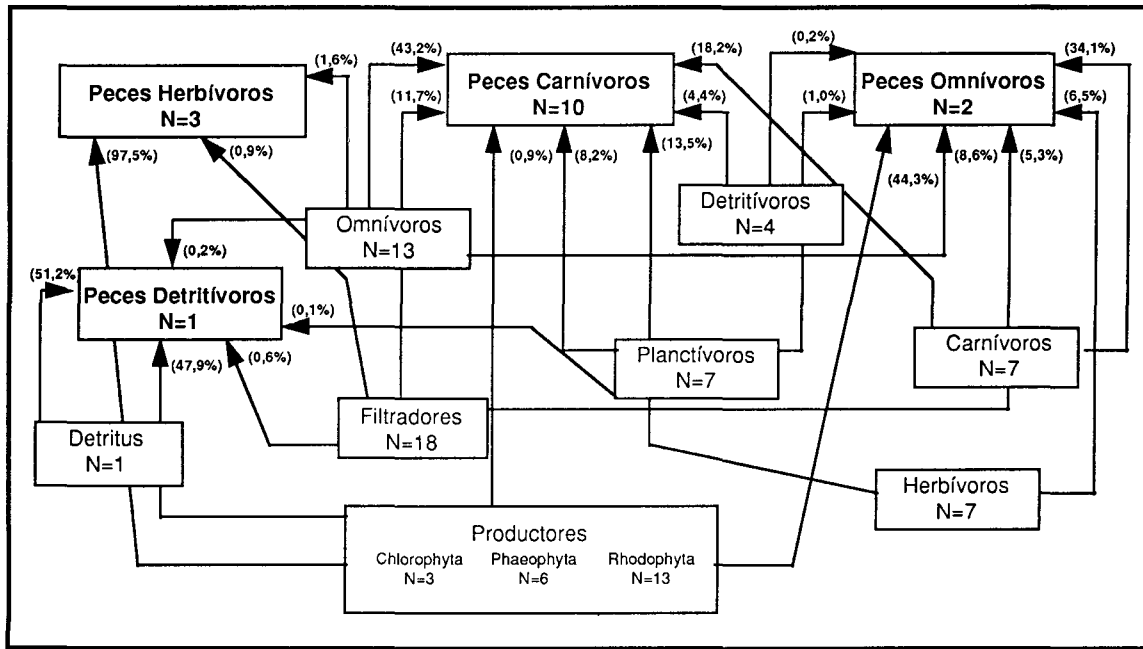 (0,2%)
(43,2%)
(18,2%)
(34,1%)
(1,6%)
Peces Herbívoros
N=3
Peces Carnívoros
N=10
Peces Omnívoros
N=2
(11,7%)
(4,4%)
(1,0%)
(6,5%)
(97,5%)
(0,9%)
(0,9%)
(8,2%)
(13,5%)
(44,3%)
(8,6%)
(5,3%)
Omnívoros
N=13
Detritívoros
N=4
(0,2%)
(51,2%
Peces Detritívoros
N=1
(0,1%)
(47,9%)
(0,6%)
Planctívoros
N=7
Carnívoros
N=7
Detritus
N=1
Filtradores
N=18
Herbívoros
N=7
Productores
Chlorophyta
N=3
Phaeophyta
N=6
Rhodophyta
N=13